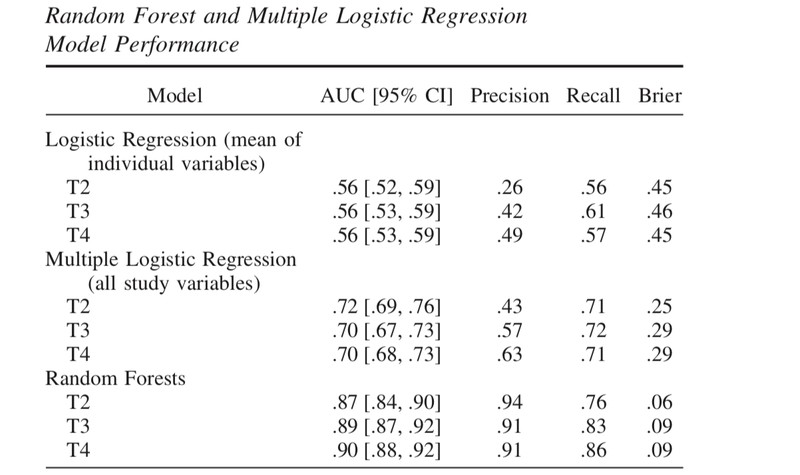 Random Forest and Multiple Logistic Regression
Model Performance
Model AUC [95% CI] Precision Recall Brier
Logistic Regression (mean of
individual variables)
T2 .56 [.52, .59] .26 .56 .45
T3 .56 [.53, .59] .42 .61 .46
T4 .56 [.53, .59] .49 .57 .45
Multiple Logistic Regression
(all study variables)
T2 .72 [.69, .76] .43 .71 .25
T3 .70 [.67, .73] .57 .72 .29
T4 .70 [.68, .73] .63 .71 .29
Random Forests
T2 .87 [.84, .90] .94 .76 .06
T3 .89 [.87, .92] .91 .83 .09
T4 .90 [.88, .92] .91 .86 .09